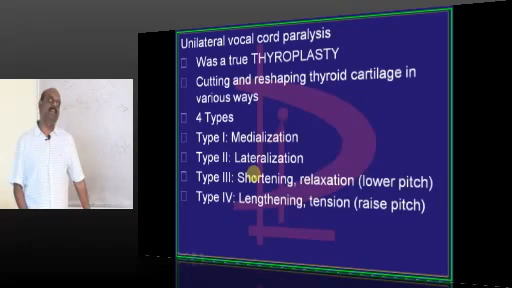 Unilateral vocal cord paralysis
Was a true THYROPLASTY
Cutting and reshaping thyroid cartilage in
various ways
4 Types
Type I: Medialization
Type II: Lateralization
Type III: Shortening, relaxation (lower pitch)
Type IV: Lengthening, tension (raise pitch)